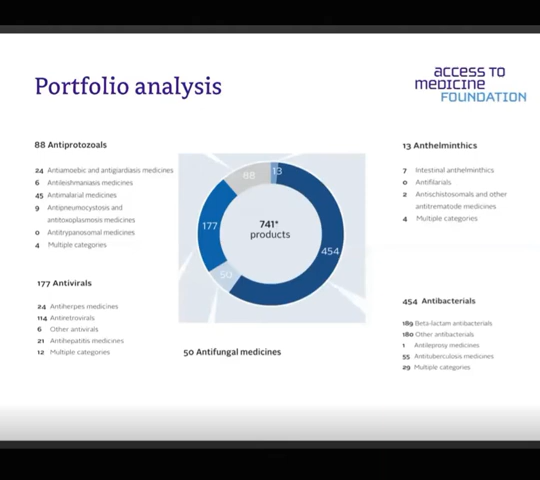 Portfolio analysis
ACCESS TO
MEDICINE
FOUNDATION
88 Antiprotozoals
24 Antiamoebic and antigiardiasis medicines
6 Antileishmaniasis medicines
45 Antimalarial medicines
9 Antipneumocystosis and
antitoxoplasmosis medicines
0 Antitrypanosomal medicines
4 Multiple categories
177 Antivirals
24 Antiherpes medicines
114 Antiretrovirals
6 Other antivirals
21 Antihepatitis medicines
12 Multiple categories
88
13
177
741*
products
454
50
50 Antifungal medicines
13 Anthelminthics
7 Intestinal anthelminthics
0 Antifilarials
2 Antischistosomals and other
antitrematode medicines
4 Multiple categories
454 Antibacterials
189 Beta-lactam antibacterials
180 Other antibacterials
1 Antileprosy medicines
55 Antituberculosis medicines
29 Multiple categories